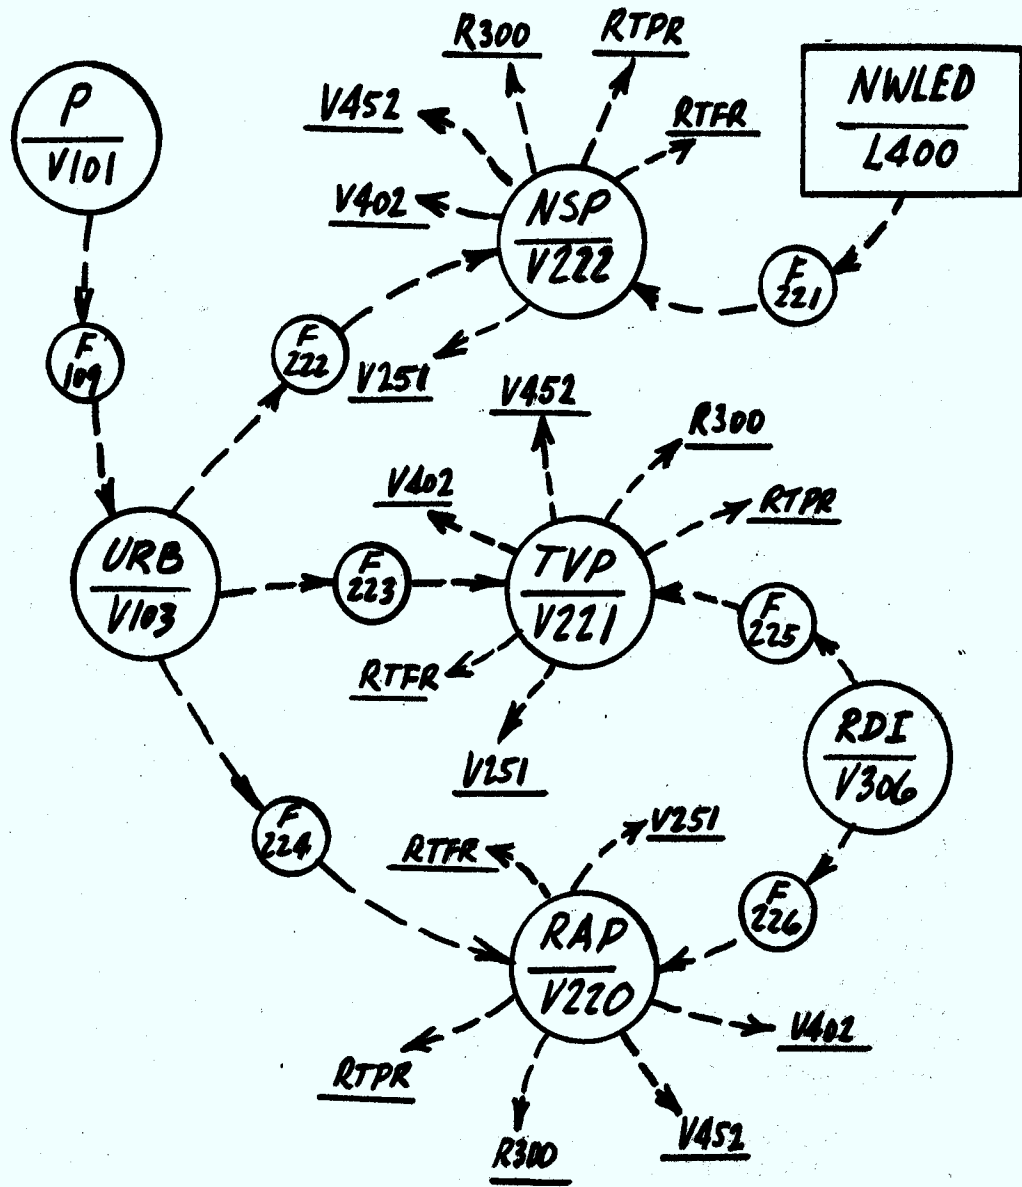 R300
RTPR
P
V101
V452
RTFR
NWLED
L400
V402
NSP
V222
F
221
F
109
F
222
V251
V452
R300
V402
RTPR
URB
V103
F
223
TVP
V221
F
225
RTFR
V251
RDI
V306
F
224
RTFR
V251
RAP
V220
F
226
V402
RTPR
R300
V452